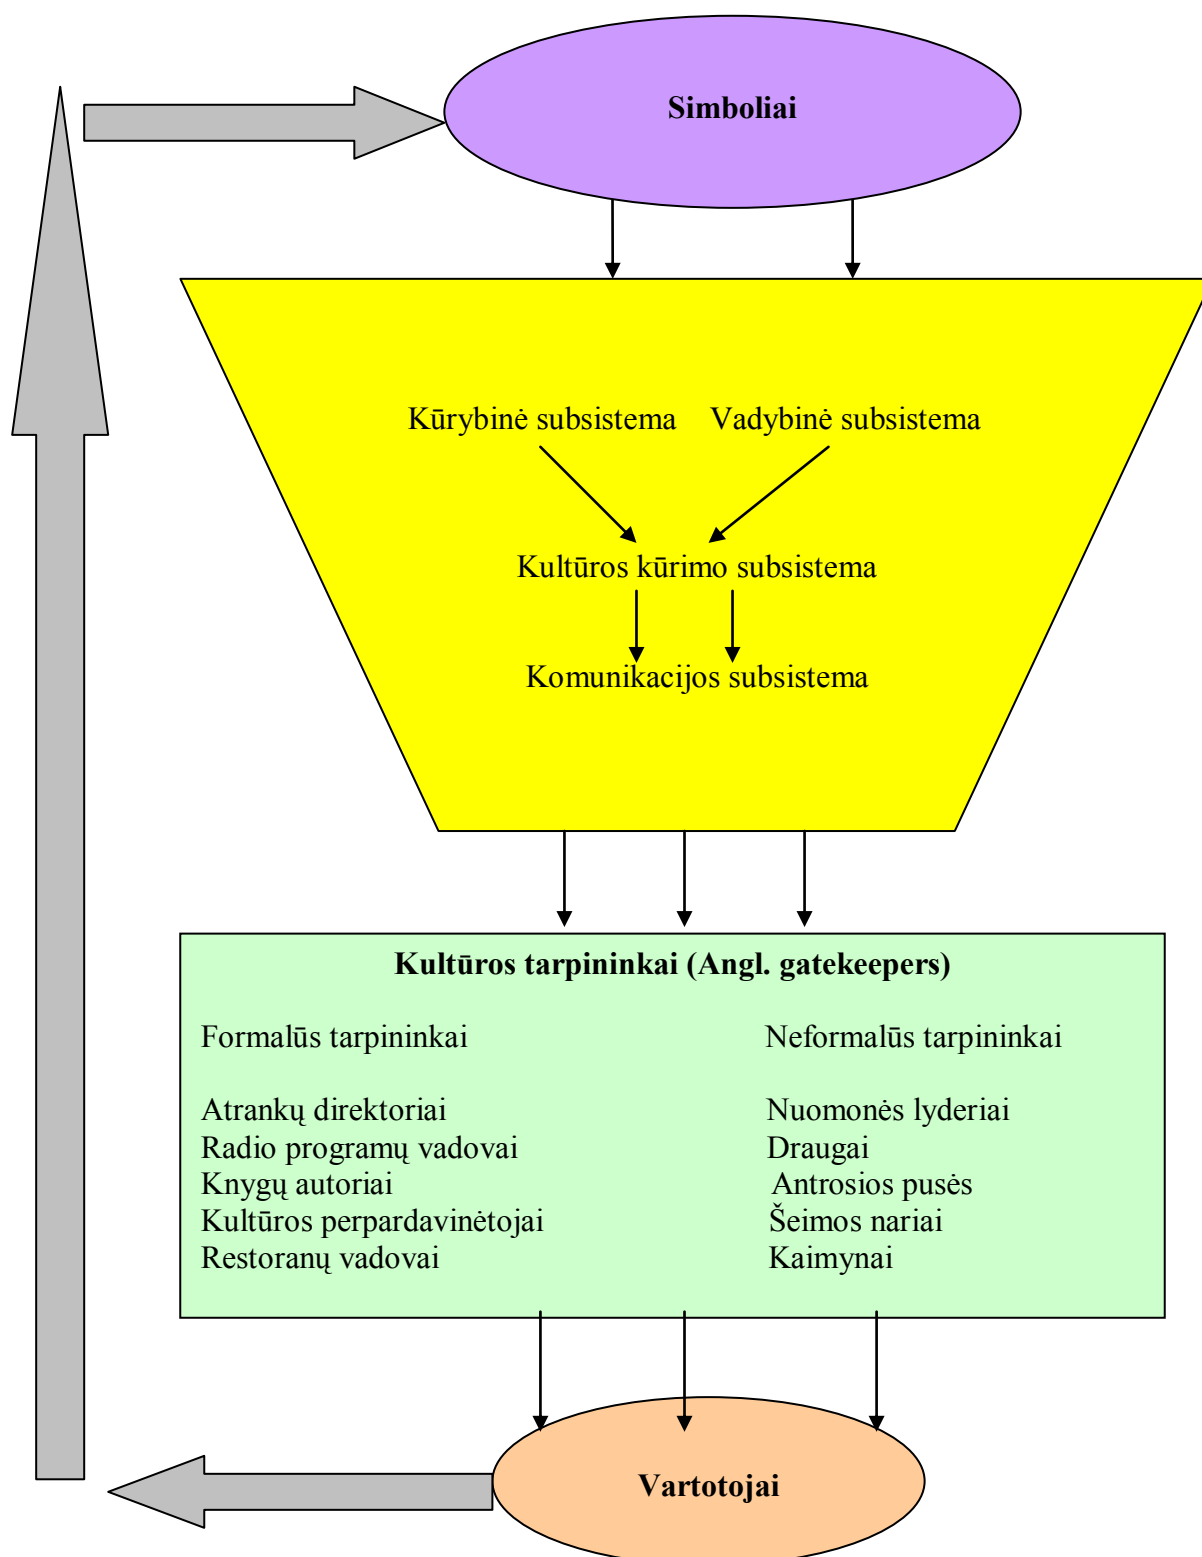 Simboliai
Kūrybinė subsistema Vadybinė subsistema
Kultūros kūrimo subsistema
Komunikacijos subsistema
Kultūros tarpininkai (Angl. gatekeepers)
Formalūs tarpininkai Neformalūs tarpininkai
Atrankų direktoriai Nuomonės lyderiai
Radio programų vadovai Draugai
Knygų autoriai Antrosios pusės
Kultūros perpardavinėtojai Šeimos nariai
Restoranų vadovai Kaimynai
Vartotojai